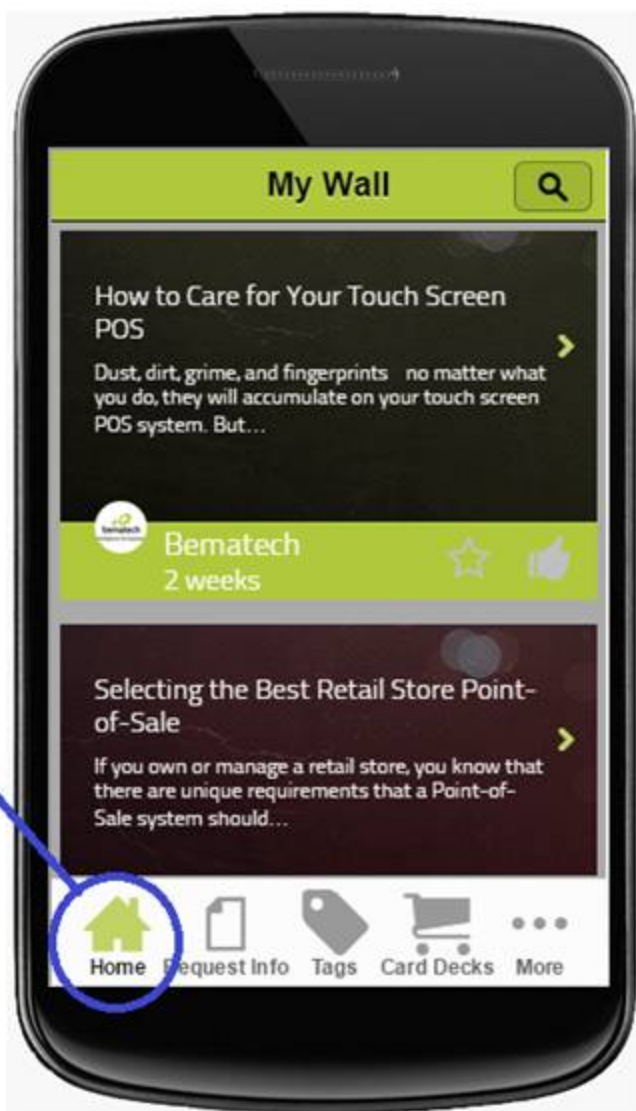 My Wall
How to Care for Your Touch Screen
POS
Dust, dirt, grime, and fingerprints no matter what
you do, they will accumulate on your touch screen
POS system. But...
bematech
Bematech
2 weeks
Selecting the Best Retail Store Point-
of-Sale
If you own or manage a retail store, you know that
there are unique requirements that a Point-of-
Sale system should...
Home Request Info Tags Card Decks More